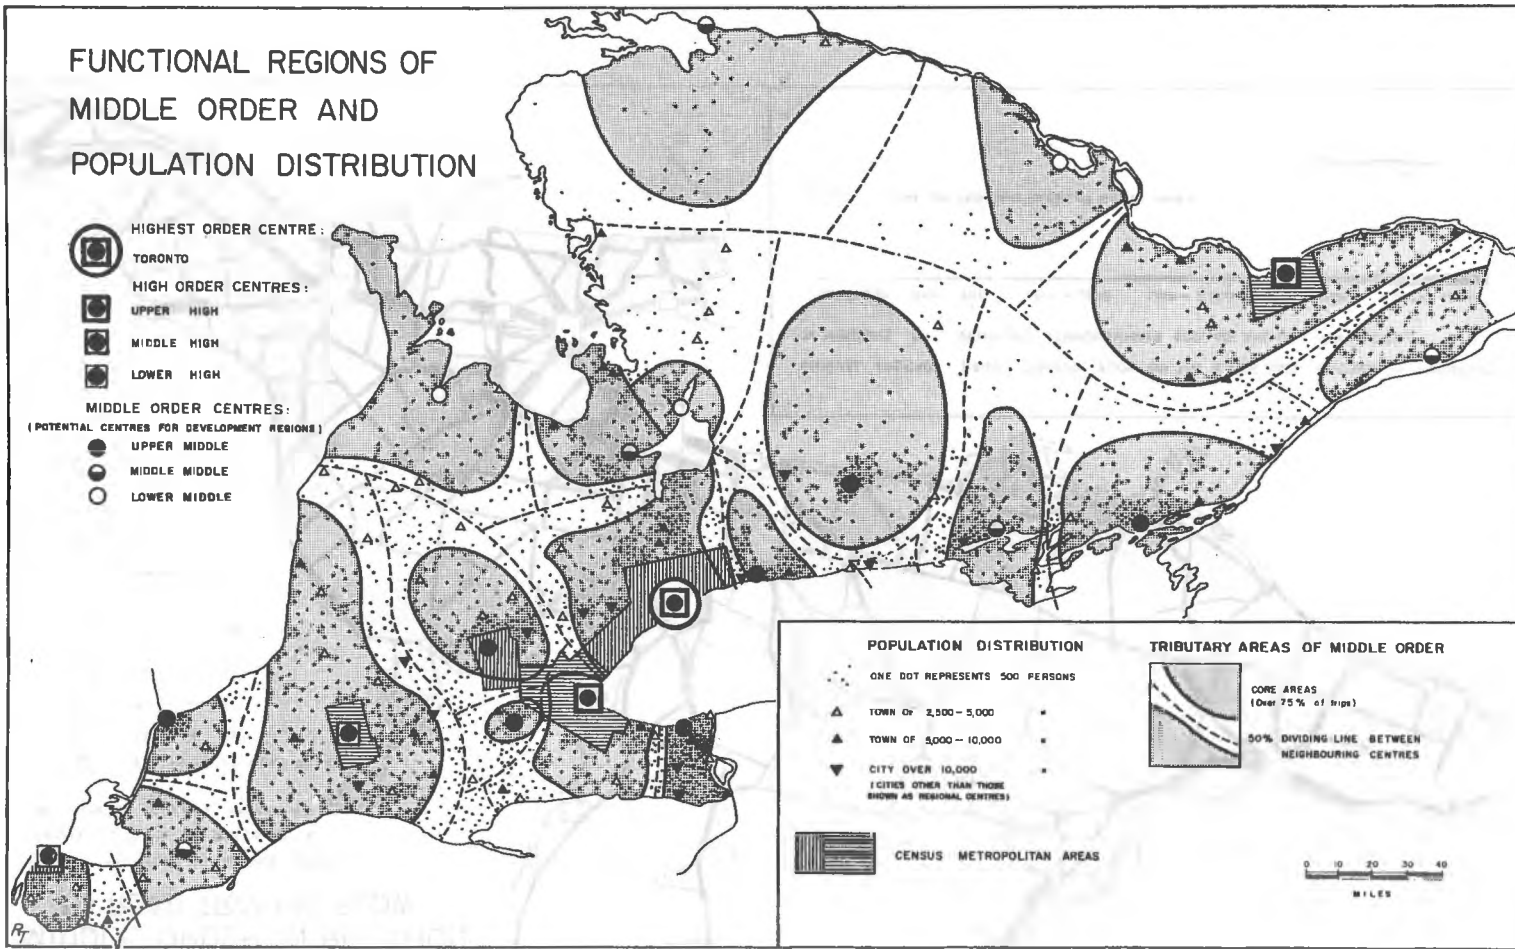 FUNCTIONAL REGIONS OF
MIDDLE ORDER AND
POPULATION DISTRIBUTION
HIGHEST ORDER CENTRE:
TORONTO
HIGH ORDER CENTRES:
UPPER HIGH
MIDDLE HIGH
LOWER HIGH
MIDDLE ORDER CENTRES:
(POTENTIAL CENTRES FOR DEVELOPMENT REGIONS)
UPPER MIDDLE
MIDDLE MIDDLE
LOWER MIDDLE
POPULATION DISTRIBUTION
ONE DOT REPRESENTS 500 PERSONS
TOWN OF 2,500-5,000 "
TOWN OF 5,000-10,000 "
CITY OVER 10,000 "
(CITIES OTHER THAN THOSE
SHOWN AS REGIONAL CENTRES)
CENSUS METROPOLITAN AREAS
TRIBUTARY AREAS OF MIDDLE ORDER
CORE AREAS
(Over 75% of trips)
50% DIVIDING LINE BETWEEN
NEIGHBOURING CENTRES
0 10 20 30 40
MILES
RT